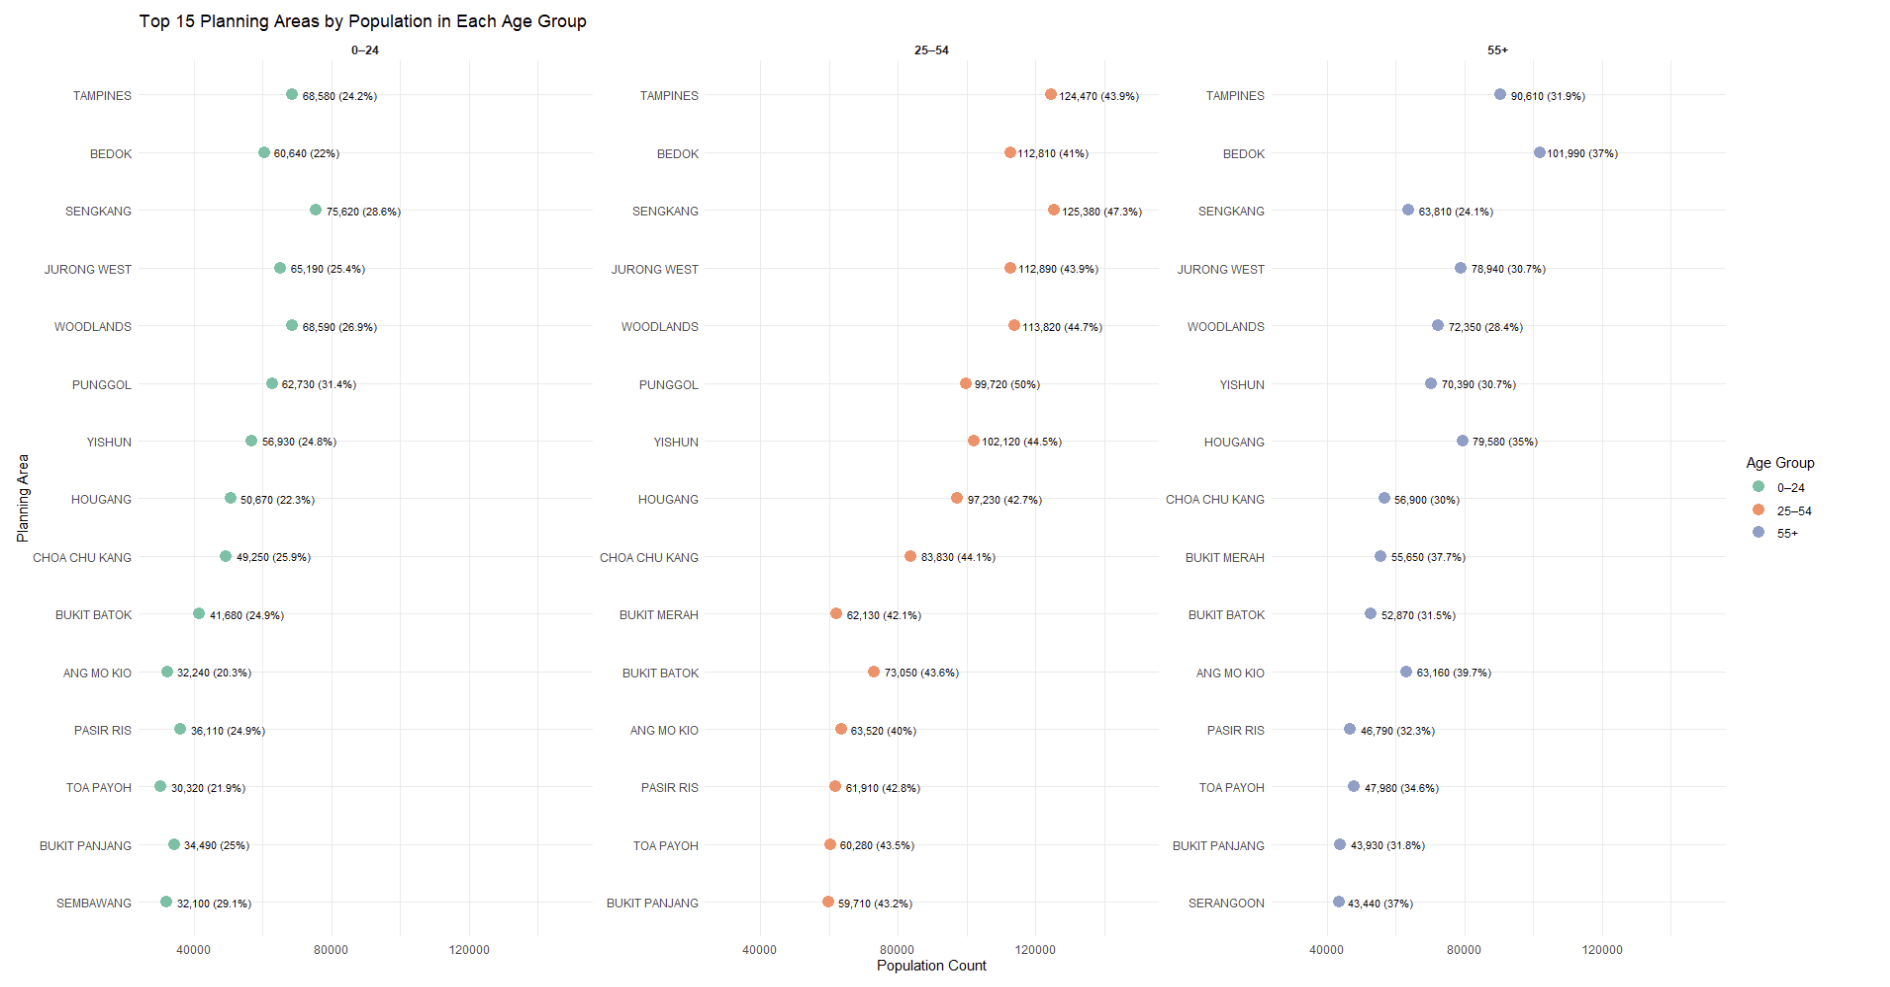 Top 15 Planning Areas by Population in Each Age Group
0–24
TAMPINES 68,580 (24.2%)
BEDOK 60,640 (22%)
SENGKANG 75,620 (28.6%)
JURONG WEST 65,190 (25.4%)
WOODLANDS 68,590 (26.9%)
PUNGGOL 62,730 (31.4%)
YISHUN 56,930 (24.8%)
HOUGANG 50,670 (22.3%)
CHOA CHU KANG 49,250 (25.9%)
BUKIT BATOK 41,680 (24.9%)
ANG MO KIO 32,240 (20.3%)
PASIR RIS 36,110 (24.9%)
TOA PAYOH 30,320 (21.9%)
BUKIT PANJANG 34,490 (25%)
SEMBAWANG 32,100 (29.1%)
40000 80000 120000
25–54
TAMPINES 124,470 (43.9%)
BEDOK 112,810 (41%)
SENGKANG 125,380 (47.3%)
JURONG WEST 112,890 (43.9%)
WOODLANDS 113,820 (44.7%)
PUNGGOL 99,720 (50%)
YISHUN 102,120 (44.5%)
HOUGANG 97,230 (42.7%)
CHOA CHU KANG 83,830 (44.1%)
BUKIT MERAH 62,130 (42.1%)
BUKIT BATOK 73,050 (43.6%)
ANG MO KIO 63,520 (40%)
PASIR RIS 61,910 (42.8%)
TOA PAYOH 60,280 (43.5%)
BUKIT PANJANG 59,710 (43.2%)
40000 80000 120000
55+
TAMPINES 90,610 (31.9%)
BEDOK 101,990 (37%)
SENGKANG 63,810 (24.1%)
JURONG WEST 78,940 (30.7%)
WOODLANDS 72,350 (28.4%)
YISHUN 70,390 (30.7%)
HOUGANG 79,580 (35%)
CHOA CHU KANG 56,900 (30%)
BUKIT MERAH 55,650 (37.7%)
BUKIT BATOK 52,870 (31.5%)
ANG MO KIO 63,160 (39.7%)
PASIR RIS 46,790 (32.3%)
TOA PAYOH 47,980 (34.6%)
BUKIT PANJANG 43,930 (31.8%)
SERANGOON 43,440 (37%)
40000 80000 120000
Planning Area
Population Count
Age Group
0–24
25–54
55+